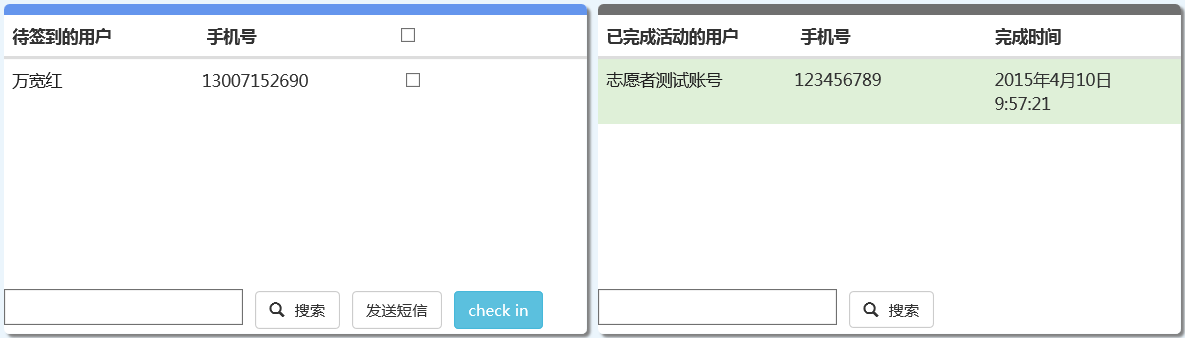 待签到的用户 手机号
万宽红 13007152690
搜索 发送短信 check in
已完成活动的用户 手机号 完成时间
志愿者测试账号 123456789 2015年4月10日
9:57:21
搜索